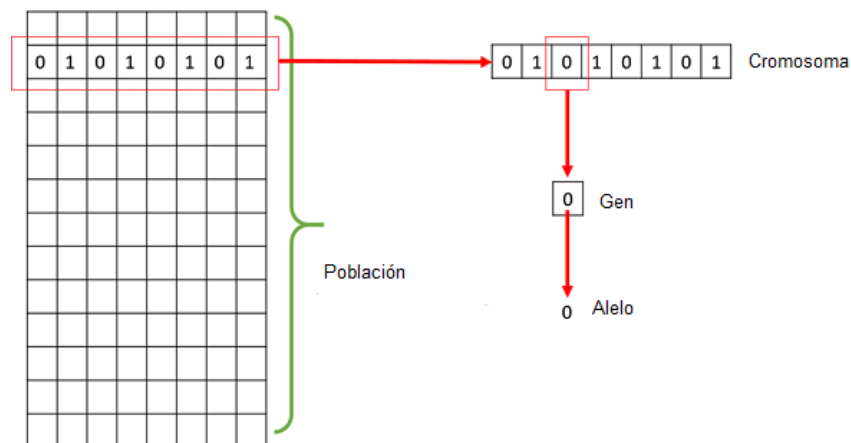 0 1 0 1 0 1 0 1
0 1 0 1 0 1 0 1 Cromosoma
0 Gen
Población
0 Alelo